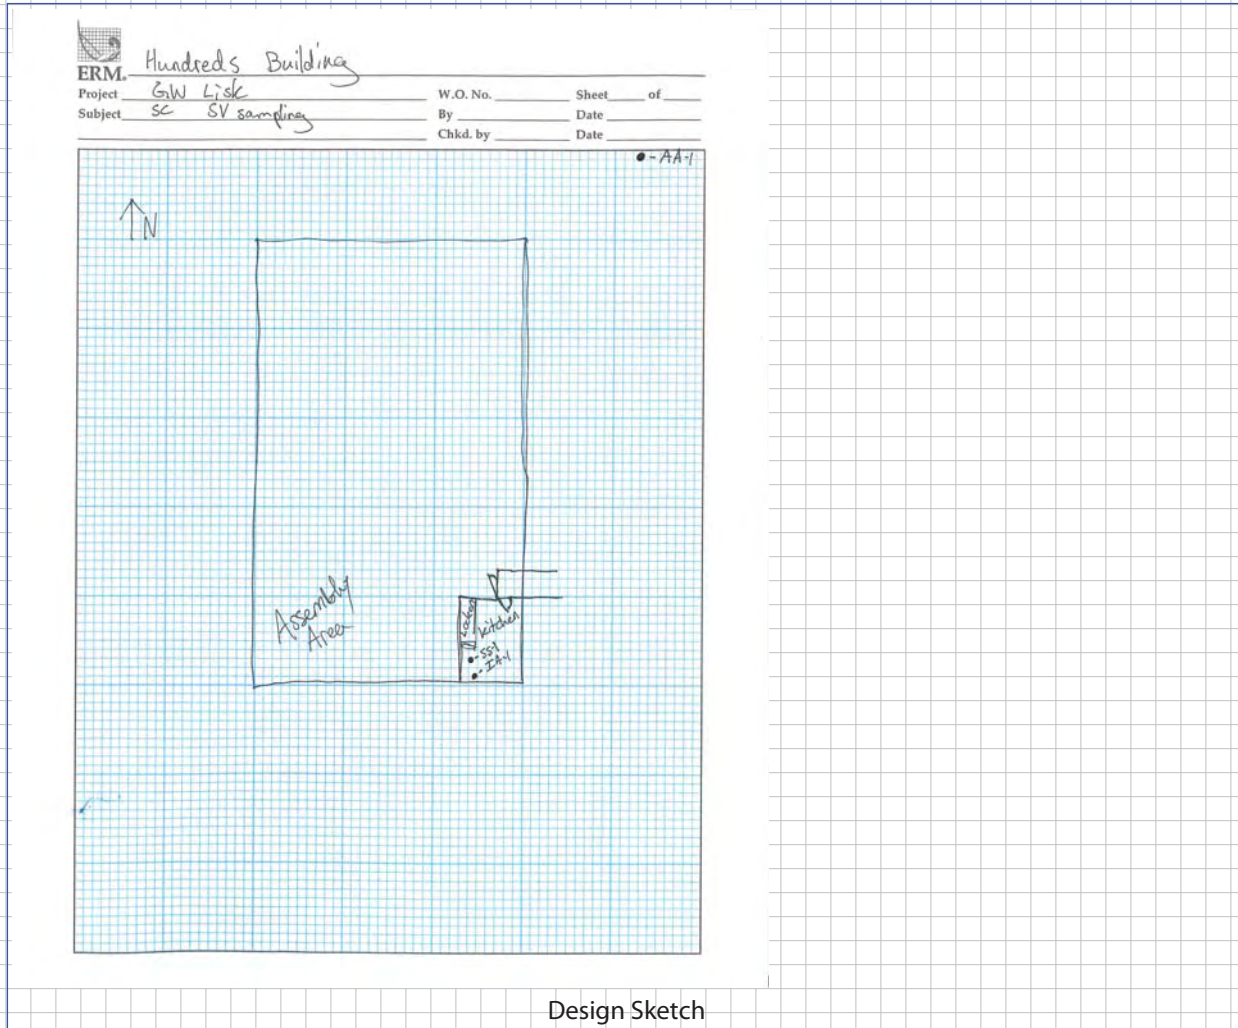 Hundreds Building
ERM.
Project GW Lisk W.O. No. Sheet of
Subject SC SV sampling By Date
Chkd. by Date
●-AA-1
N
Assembly
Area
kitchen
●-SS-1
●-IA-1
Design Sketch